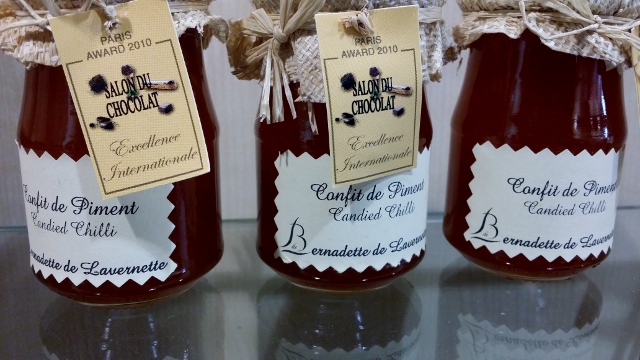 PARIS
AWARD 2010
SALON DU
CHOCOLAT
Excellence
Internationale
Confit de Piment
Candied Chilli
Bernadette de Lavernette
PARIS
AWARD 2010
SALON DU
CHOCOLAT
Excellence
Internationale
Confit de Piment
Candied Chilli
Bernadette de Lavernette
Confit de Piment
Candied Chilli
Bernadette de Lavernette